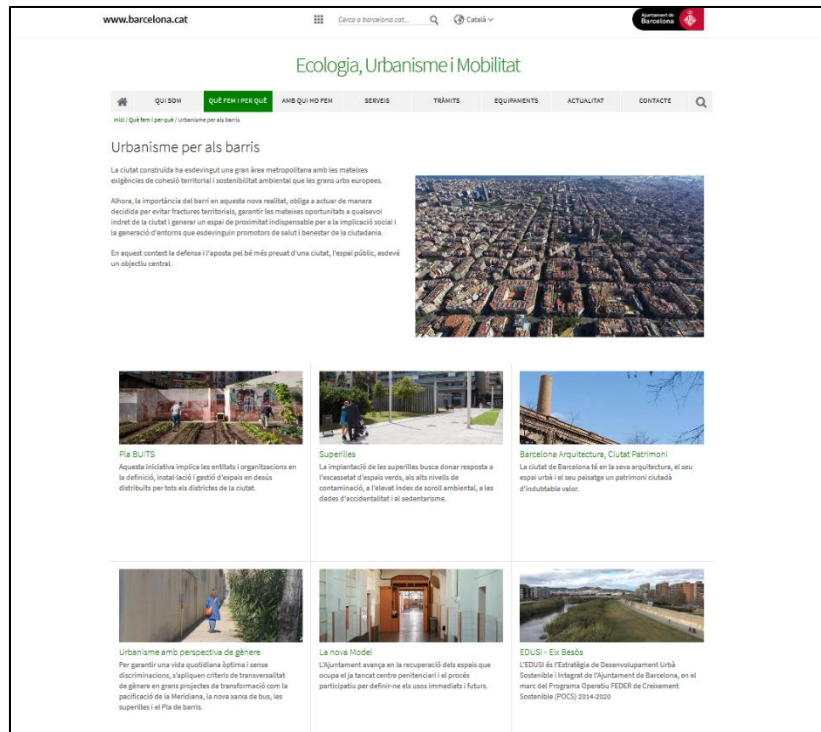 www.barcelona.cat
Cerca a barcelona.cat...
Català
Ajuntament de
Barcelona
Ecologia, Urbanisme i Mobilitat
QUI SOM
QUÈ FEM I PER QUÈ
AMB QUI HO FEM
SERVEIS
TRÀMITS
EQUIPAMENTS
ACTUALITAT
CONTACTE
Inici / Què fem i per què / Urbanisme per als barris
Urbanisme per als barris
La ciutat construïda ha esdevingut una gran àrea metropolitana amb les mateixes
exigències de cohesió territorial i sostenibilitat ambiental que les grans urbs europees.
Alhora, la importància del barri en aquesta nova realitat, obliga a actuar de manera
decidida per evitar fractures territorials, garantir les mateixes oportunitats a qualsevol
indret de la ciutat i generar un espai de proximitat indispensable per a la implicació social i
la generació d'entorns que esdevinguin promotors de salut i benestar de la ciutadania.
En aquest context la defensa i l'aposta pel bé més preuat d'una ciutat, l'espai públic, esdevé
un objectiu central.
Pla BUITS
Aquesta iniciativa implica les entitats i organitzacions en
la definició, instal·lació i gestió d'espais en desús
distribuïts per tots els districtes de la ciutat.
Superilles
La implantació de les superilles busca donar resposta a
l'escassetat d'espais verds, als alts nivells de
contaminació, a l'elevat índex de soroll ambiental, a les
dades d'accidentalitat i al sedentarisme.
Barcelona Arquitectura, Ciutat Patrimoni
La ciutat de Barcelona té en la seva arquitectura, el seu
espai urbà i el seu paisatge un patrimoni ciutadà
d'indubtable valor.
Urbanisme amb perspectiva de gènere
Per garantir una vida quotidiana òptima i sense
discriminacions, s'apliquen criteris de transversalitat
de gènere en grans projectes de transformació com la
pacificació de la Meridiana, la nova xarxa de bus, les
superilles i el Pla de barris.
La nova Model
L'Ajuntament avança en la recuperació dels espais que
ocupa el ja tancat centre penitenciari i el procés
participatiu per definir-ne els usos immediats i futurs.
EDUSI - Eix Besòs
L'EDUSI és l'Estratègia de Desenvolupament Urbà
Sostenible i Integrat de l'Ajuntament de Barcelona, en el
marc del Programa Operatiu FEDER de Creixement
Sostenible (POCS) 2014-2020